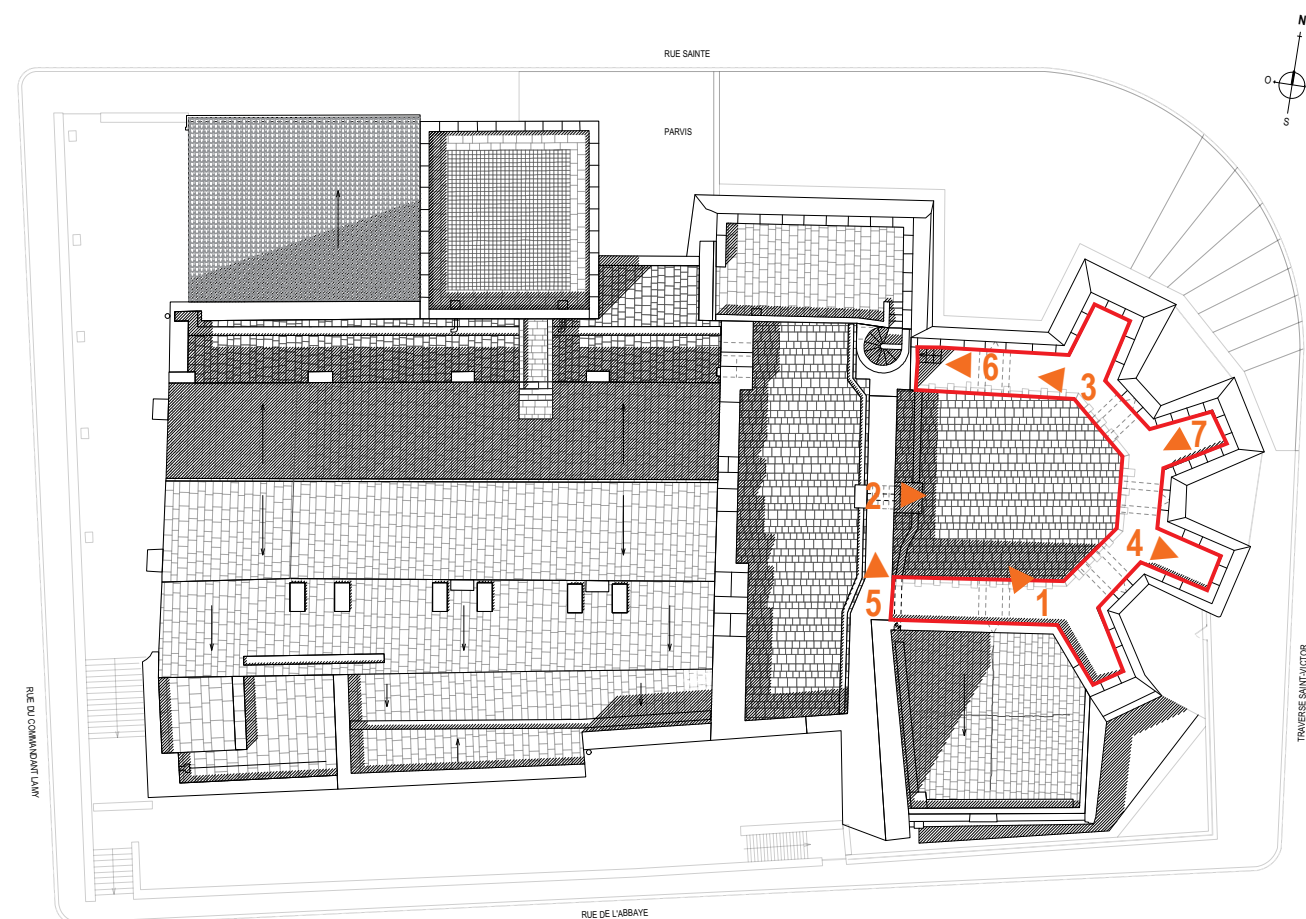 N
O
S
RUE SAINTE
PARVIS
6
3
7
2
4
5
1
RUE DU COMMANDANT LAMY
TRAVERSE SAINT-VICTOR
RUE DE L'ABBAYE